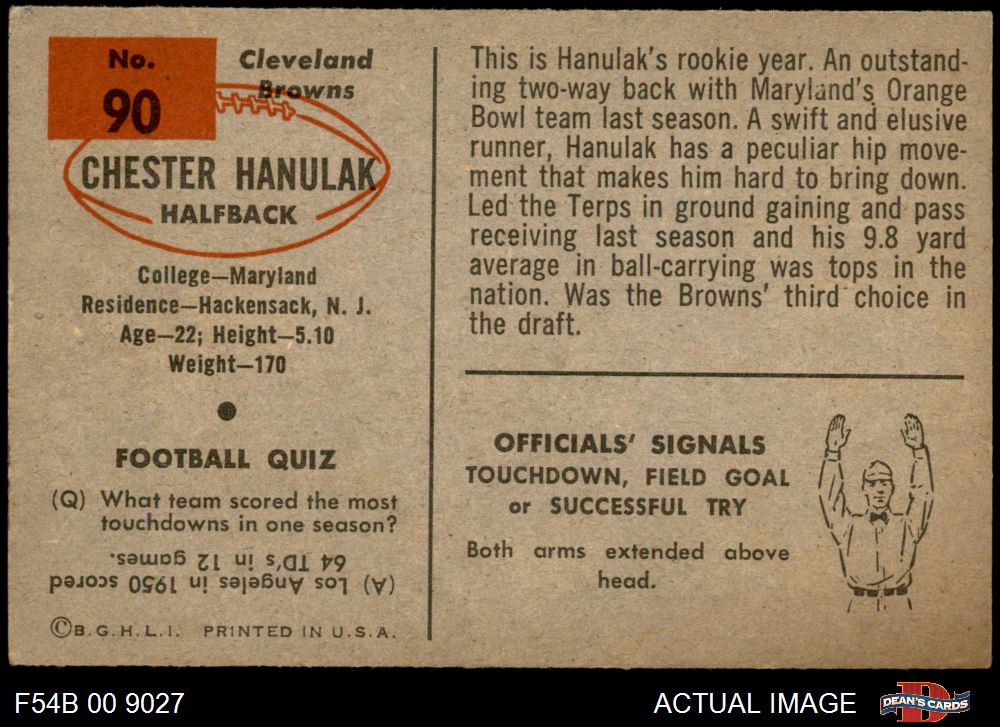 No.
90
Cleveland
Browns
CHESTER HANULAK
HALFBACK
College—Maryland
Residence—Hackensack, N. J.
Age—22; Height—5.10
Weight—170
FOOTBALL QUIZ
(Q) What team scored the most
touchdowns in one season?
(A) Los Angeles in 1950 scored
64 TD's in 12 games.
©B.G.H.L.I. PRINTED IN U.S.A.
This is Hanulak's rookie year. An outstand-
ing two-way back with Maryland's Orange
Bowl team last season. A swift and elusive
runner, Hanulak has a peculiar hip move-
ment that makes him hard to bring down.
Led the Terps in ground gaining and pass
receiving last season and his 9.8 yard
average in ball-carrying was tops in the
nation. Was the Browns' third choice in
the draft.
OFFICIALS' SIGNALS
TOUCHDOWN, FIELD GOAL
or SUCCESSFUL TRY
Both arms extended above
head.
F54B 00 9027
ACTUAL IMAGE
DEAN'S CARDS